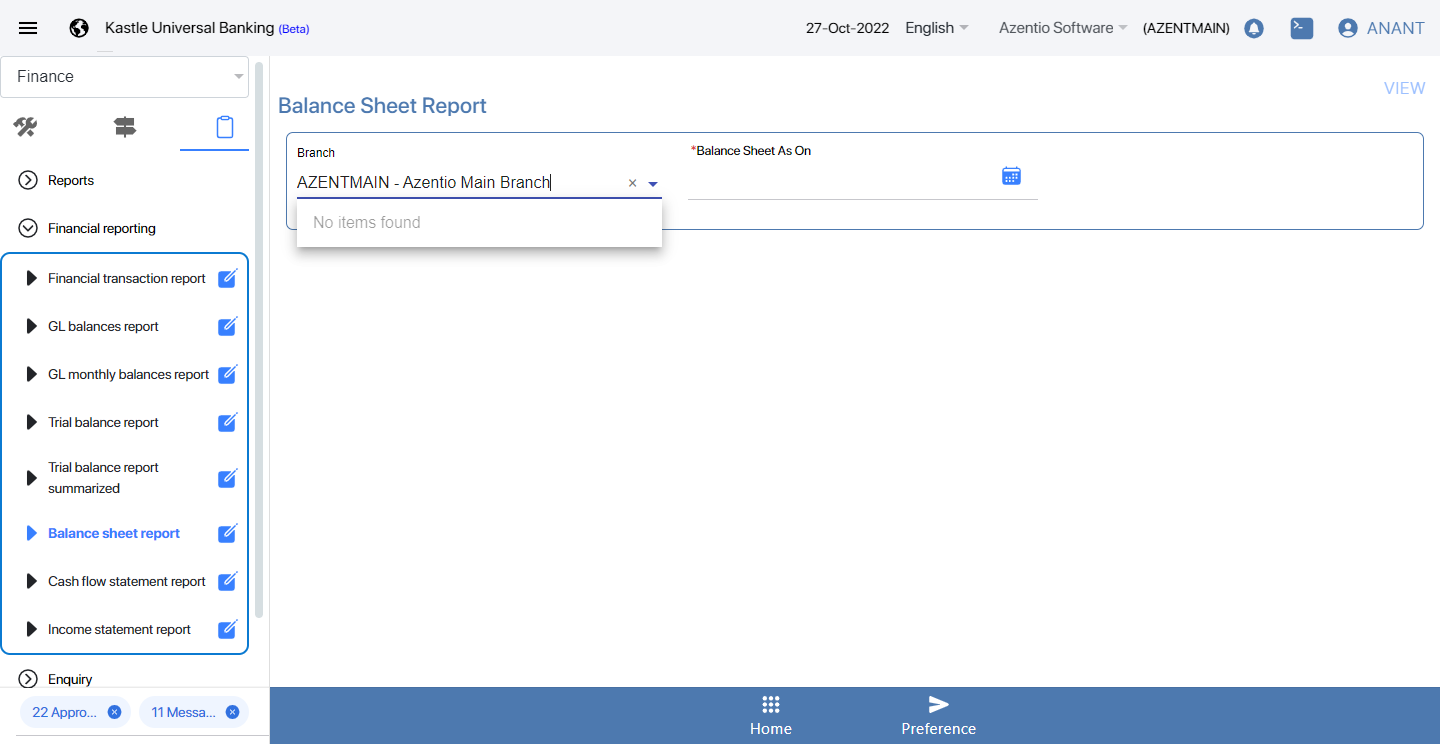 Kastle Universal Banking (Beta)
27-Oct-2022 English Azentio Software (AZENTMAIN) ANANT
Finance
Reports
Financial reporting
Financial transaction report
GL balances report
GL monthly balances report
Trial balance report
Trial balance report
summarized
Balance sheet report
Cash flow statement report
Income statement report
Enquiry
22 Appro... 11 Messa...
VIEW
Balance Sheet Report
Branch
AZENTMAIN - Azentio Main Branch
No items found
*Balance Sheet As On
Home
Preference